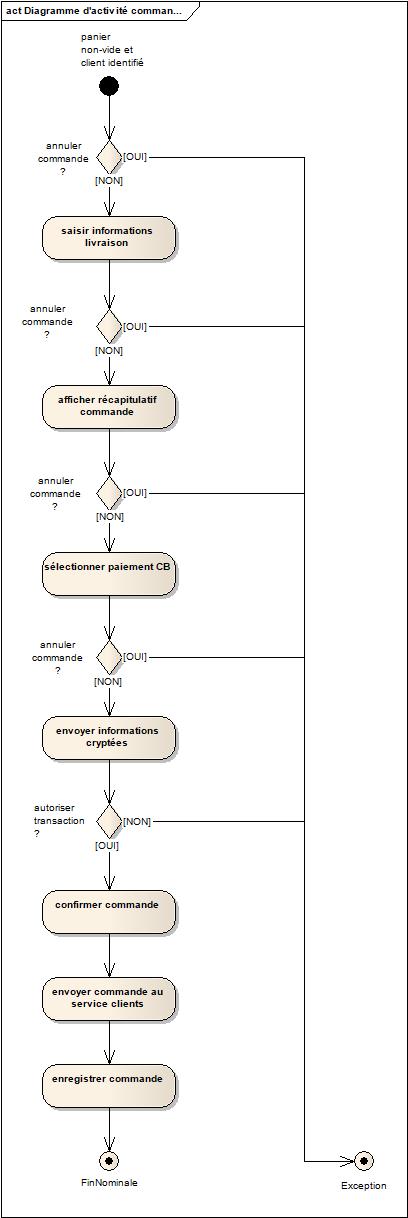 act Diagramme d'activité comman...
panier
non-vide et
client identifié
annuler
commande
?
[OUI]
[NON]
saisir informations
livraison
annuler
commande
?
[OUI]
[NON]
afficher récapitulatif
commande
annuler
commande
?
[OUI]
[NON]
sélectionner paiement CB
annuler
commande
?
[OUI]
[NON]
envoyer informations
cryptées
autoriser
transaction
?
[NON]
[OUI]
confirmer commande
envoyer commande au
service clients
enregistrer commande
FinNominale
Exception